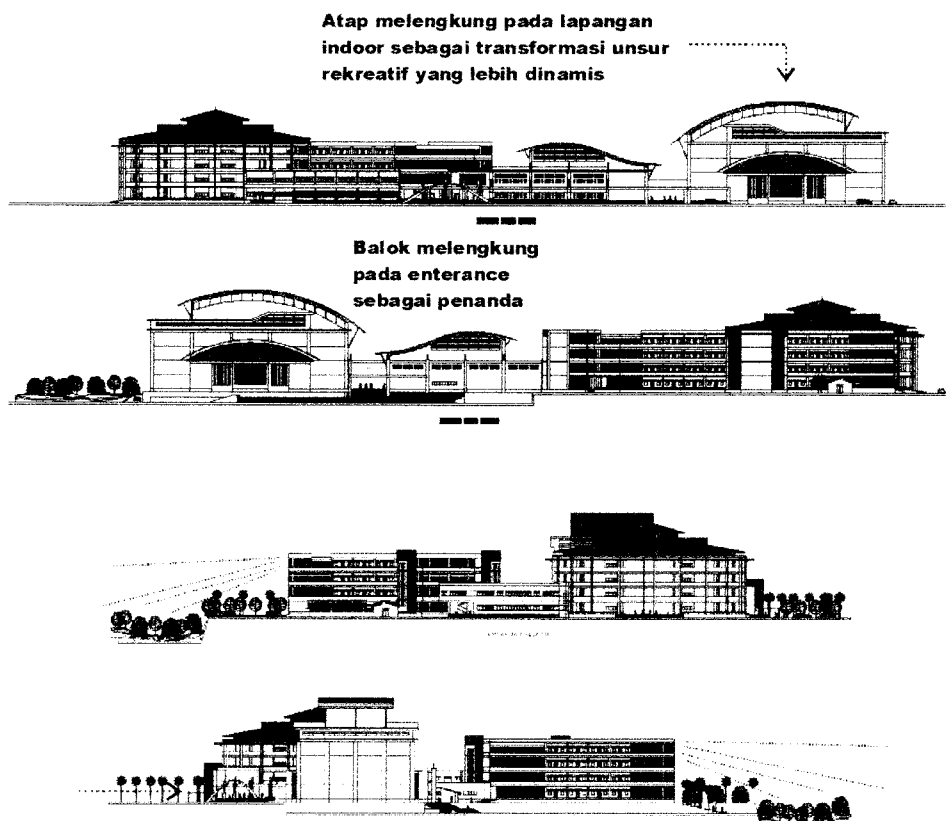 Atap melengkung pada lapangan
indoor sebagai transformasi unsur
rekreatif yang lebih dinamis
Balok melengkung
pada enterance
sebagai penanda